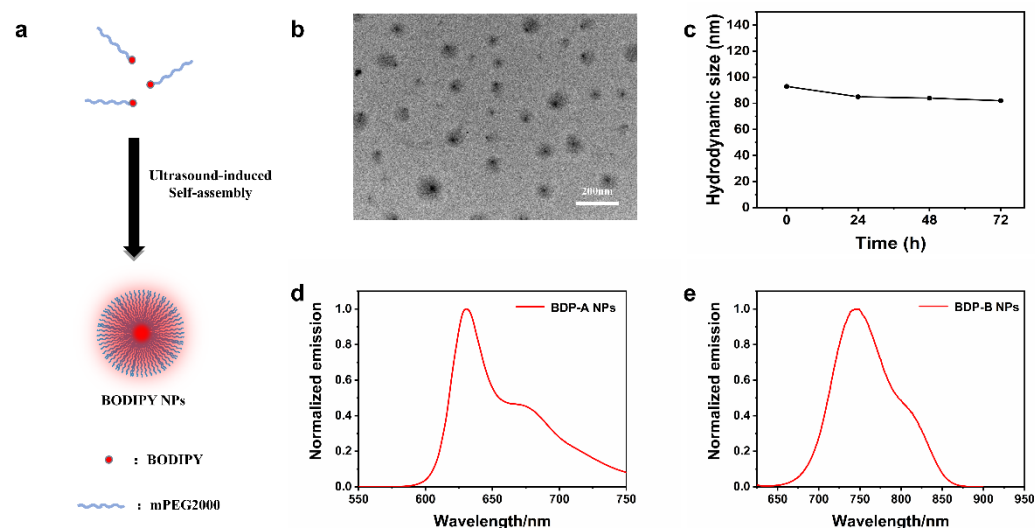 a
Ultrasound-induced
Self-assembly
BODIPY NPs
: BODIPY
: mPEG2000
b
200nm
c
Hydrodynamic size (nm)
140
120
100
80
60
40
20
0
0 24 48 72
Time (h)
d
BDP-A NPs
Normalized emission
1.0
0.8
0.6
0.4
0.2
0.0
550 600 650 700 750
Wavelength/nm
e
BDP-B NPs
Normalized emission
1.0
0.8
0.6
0.4
0.2
0.0
650 700 750 800 850 900 950
Wavelength/nm